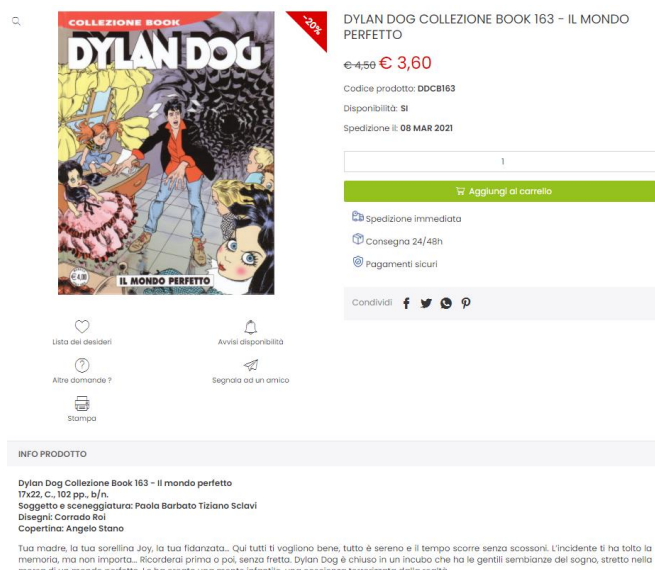 COLLEZIONE BOOK
DYLAN DOG
€ 4,00
IL MONDO PERFETTO
-20%
DYLAN DOG COLLEZIONE BOOK 163 - IL MONDO
PERFETTO
€ 4,50 € 3,60
Codice prodotto: DDCB163
Disponibilità: SI
Spedizione il: 08 MAR 2021
1
Aggiungi al carrello
Spedizione immediata
Consegna 24/48h
Pagamenti sicuri
Condividi
Lista dei desideri
Avvisi disponibilità
Altre domande ?
Segnala ad un amico
Stampa
INFO PRODOTTO
Dylan Dog Collezione Book 163 - Il mondo perfetto
17x22, C., 102 pp., b/n.
Soggetto e sceneggiatura: Paola Barbato Tiziano Sclavi
Disegni: Corrado Roi
Copertina: Angelo Stano
Tua madre, la tua sorellina Joy, la tua fidanzata... Qui tutti ti vogliono bene, tutto è sereno e il tempo scorre senza scossoni. L'incidente ti ha tolto la
memoria, ma non importa... Ricorderai prima o poi, senza fretta. Dylan Dog è chiuso in un incubo che ha le gentili sembianze del sogno, stretto nella